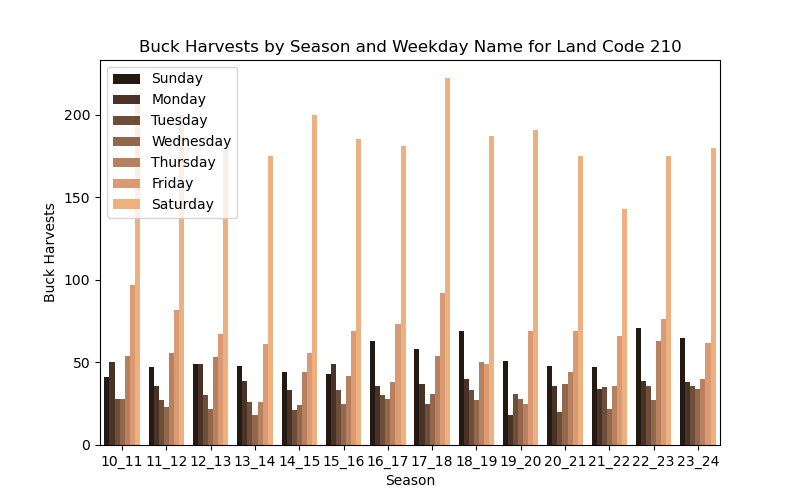 Buck Harvests by Season and Weekday Name for Land Code 210
Sunday
Monday
Tuesday
Wednesday
Thursday
Friday
Saturday
200
150
100
50
0
Buck Harvests
10_11 11_12 12_13 13_14 14_15 15_16 16_17 17_18 18_19 19_20 20_21 21_22 22_23 23_24
Season